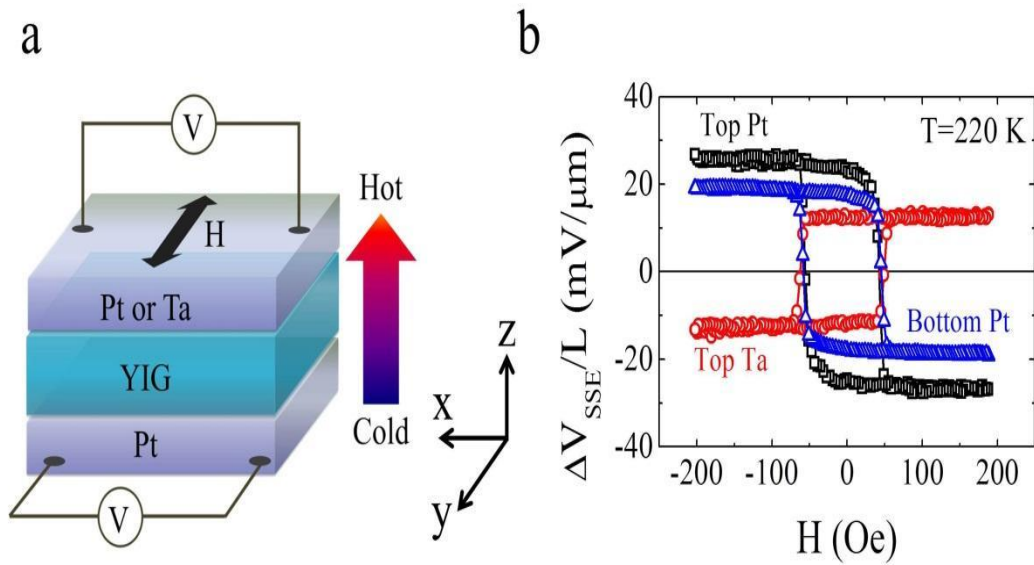 a
V
H
Pt or Ta
YIG
Pt
V
Hot
Cold
z
x
y
b
ΔV_SSE/L (mV/μm)
40
20
0
-20
-40
Top Pt
T=220 K
Bottom Pt
Top Ta
-200 -100 0 100 200
H (Oe)